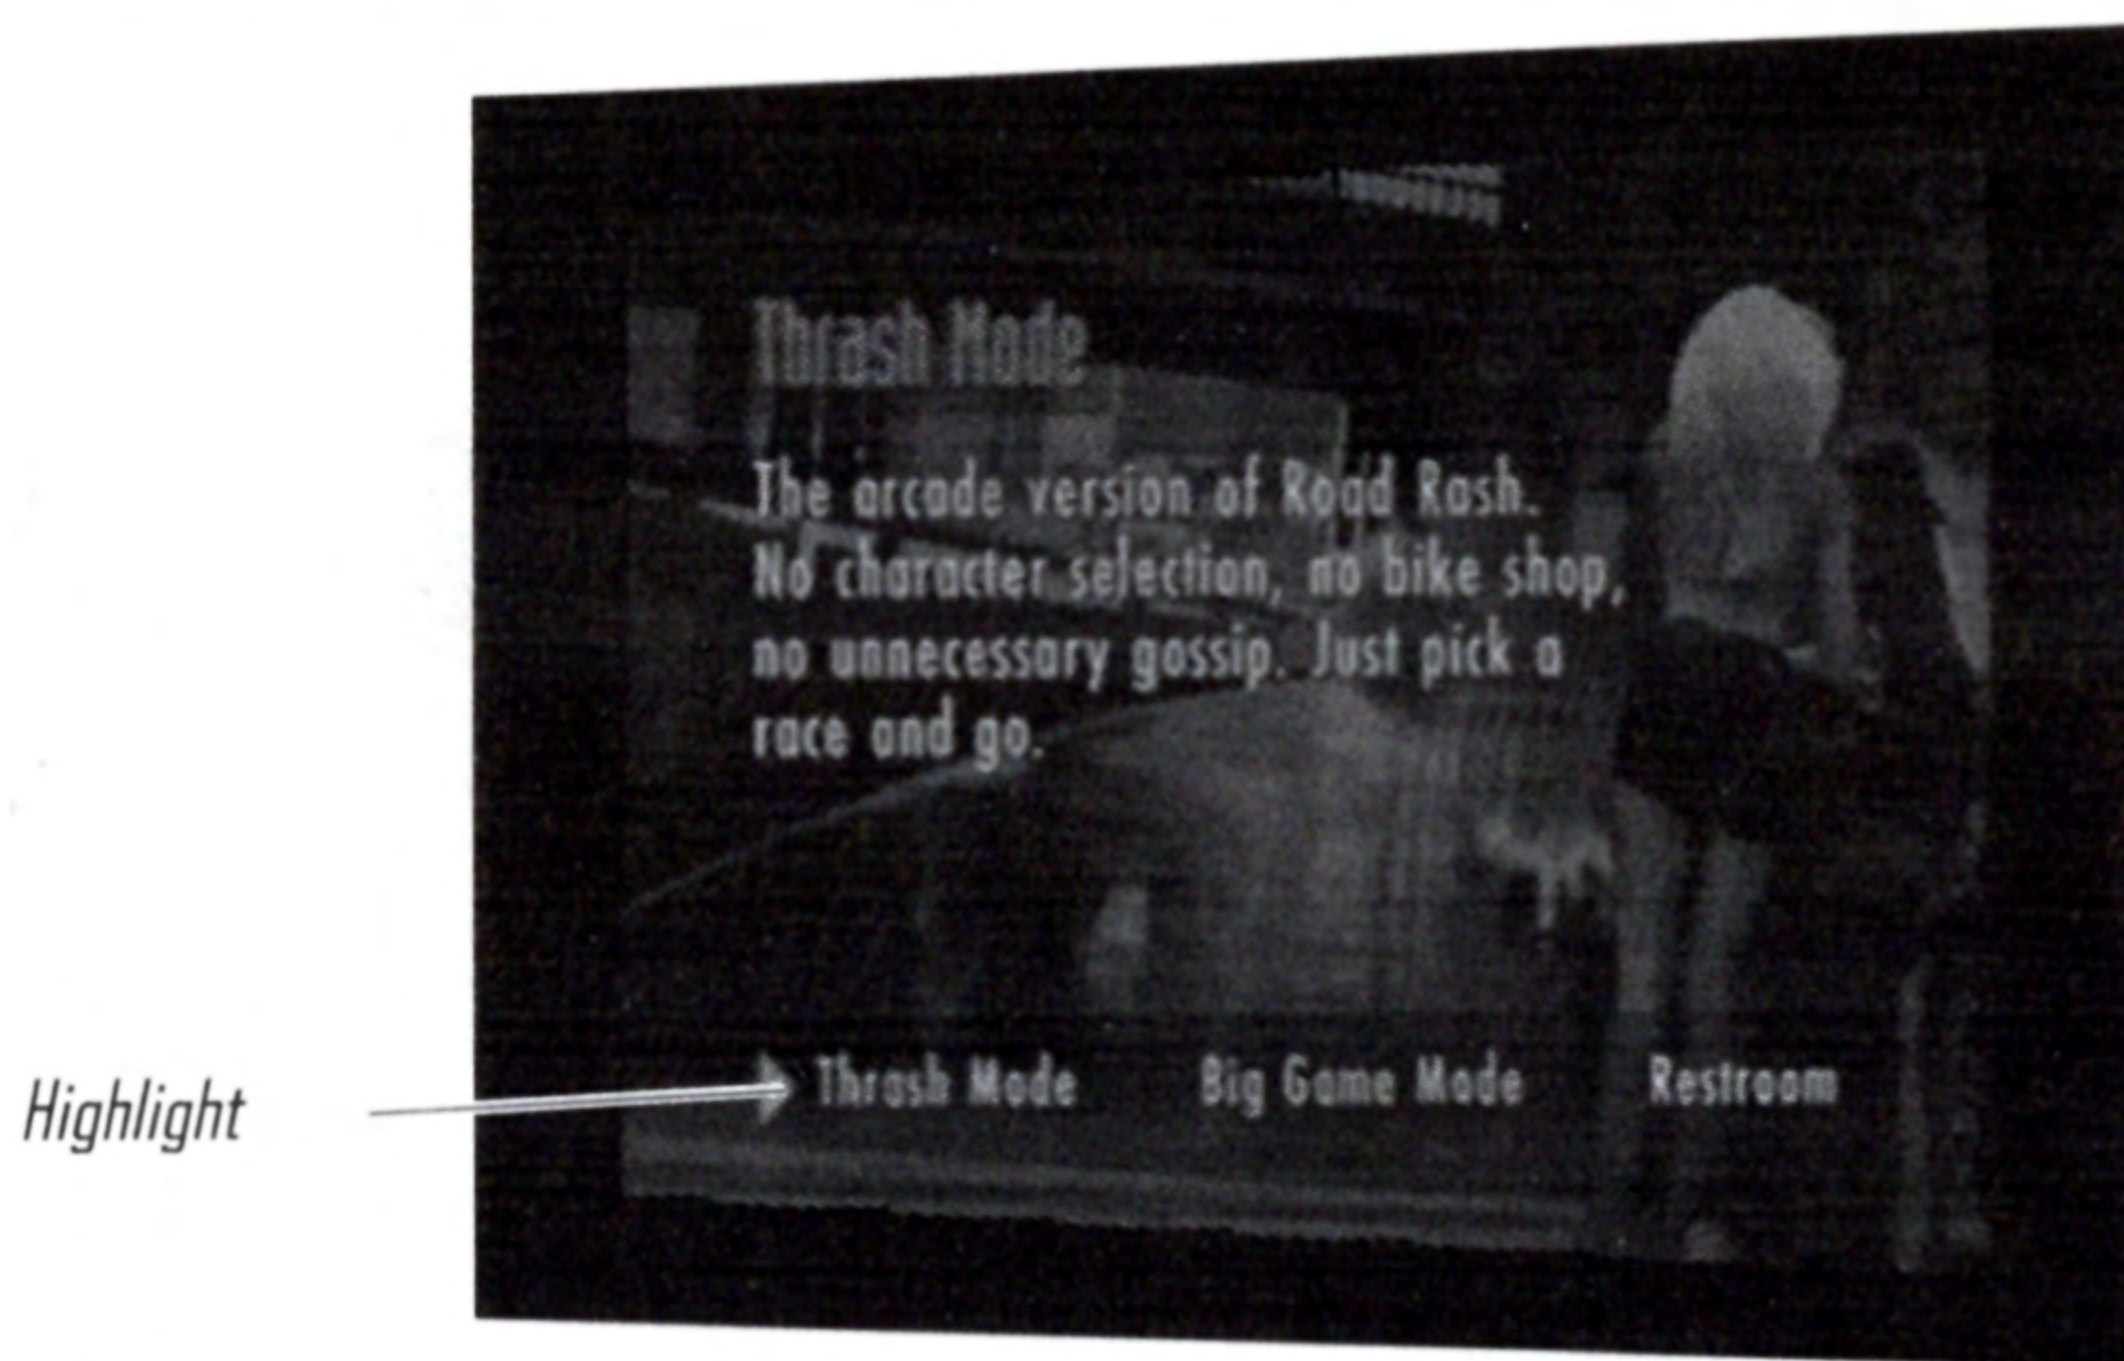 Thrash Mode
The arcade version of Road Rash.
No character selection, no bike shop,
no unnecessary gossip. Just pick a
race and go.
Highlight
Thrash Mode Big Game Mode Restroom